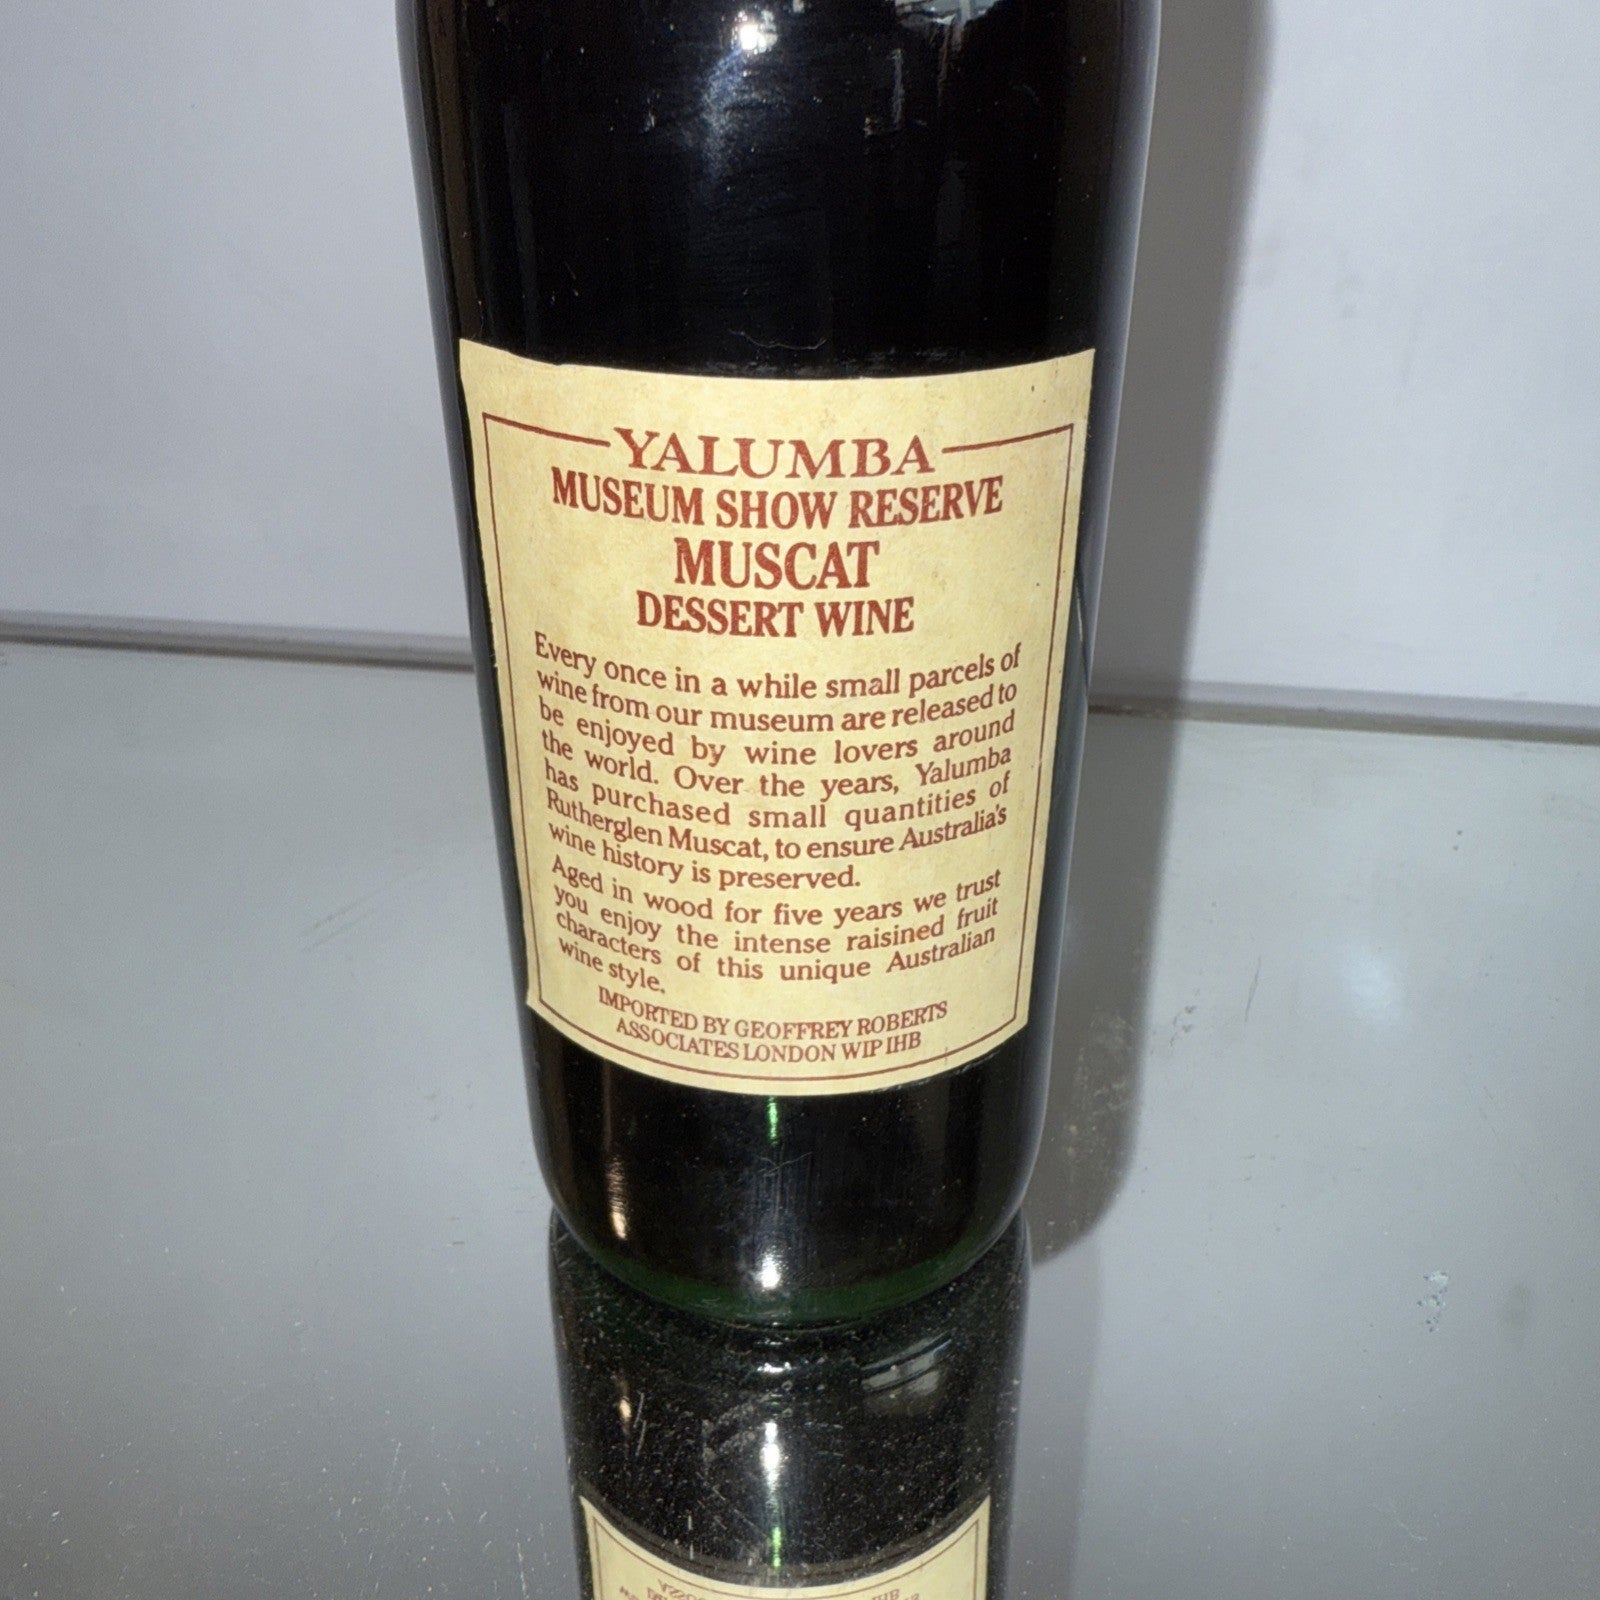 YALUMBA
MUSEUM SHOW RESERVE
MUSCAT
DESSERT WINE
Every once in a while small parcels of
wine from our museum are released to
be enjoyed by wine lovers around
the world. Over the years, Yalumba
has purchased small quantities of
Rutherglen Muscat, to ensure Australia's
wine history is preserved.
Aged in wood for five years we trust
you enjoy the intense raisined fruit
characters of this unique Australian
wine style.
IMPORTED BY GEOFFREY ROBERTS
ASSOCIATES LONDON WIP IHB